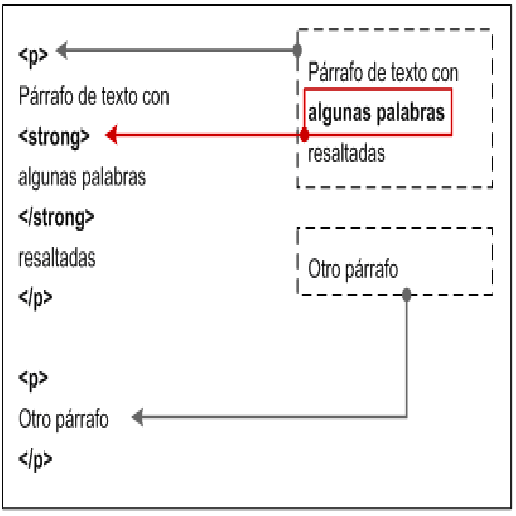 <p>
Párrafo de texto con
<strong>
algunas palabras
</strong>
resaltadas
</p>
<p>
Otro párrafo
</p>
Párrafo de texto con
algunas palabras
resaltadas
Otro párrafo